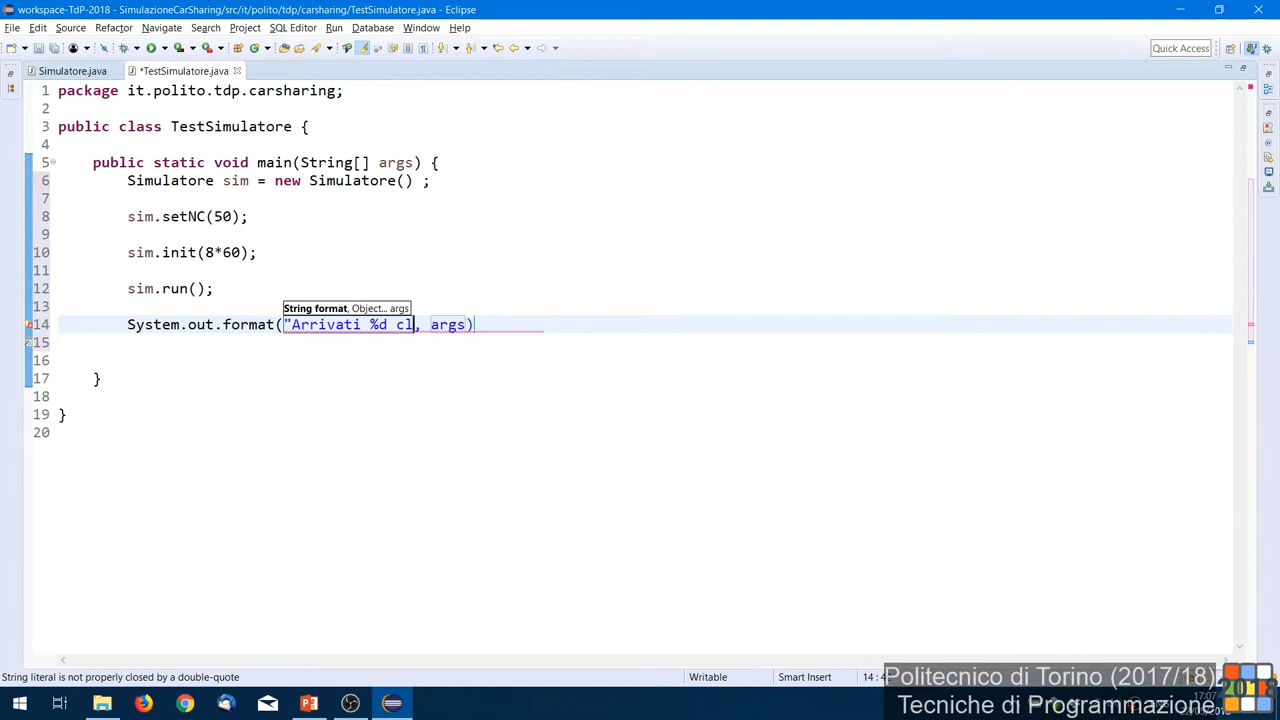 workspace-TdP-2018 - SimulazioneCarSharing/src/it/polito/tdp/carsharing/TestSimulatore.java - Eclipse
File Edit Source Refactor Navigate Search Project SQL Editor Run Database Window Help
Quick Access
Simulatore.java *TestSimulatore.java
1 package it.polito.tdp.carsharing;
2
3 public class TestSimulatore {
4
5 public static void main(String[] args) {
6 Simulatore sim = new Simulatore() ;
7
8 sim.setNC(50);
9
10 sim.init(8*60);
11
12 sim.run();
13
String format, Object... args
14 System.out.format("Arrivati %d cl, args)
15
16
17 }
18
19 }
20
String literal is not properly closed by a double-quote
Writable Smart Insert 14 : 4
Politecnico di Torino (2017/18)
17:07
Tecniche di Programmazione
2018